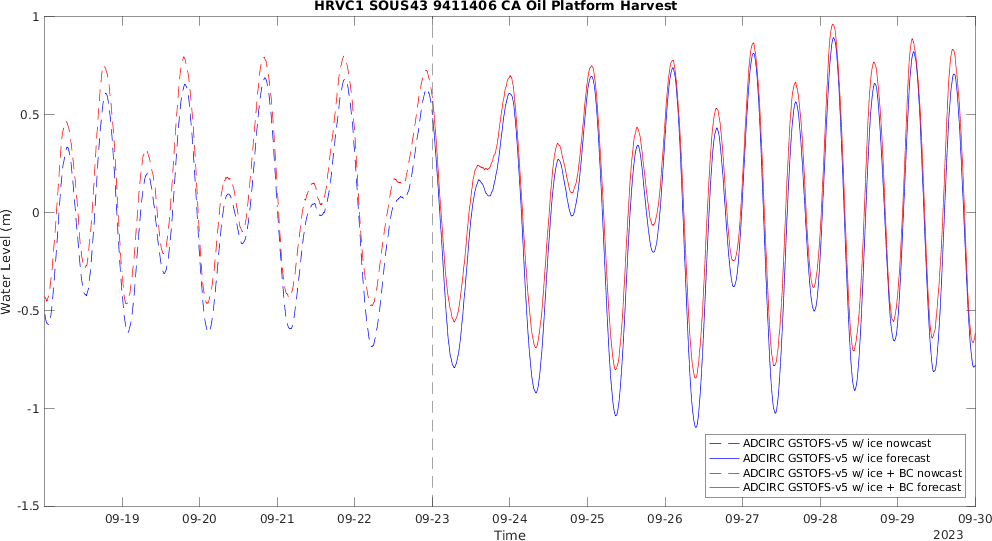 HRVC1 SOUS43 9411406 CA Oil Platform Harvest
1
0.5
0
-0.5
-1
-1.5
Water Level (m)
09-19 09-20 09-21 09-22 09-23 09-24 09-25 09-26 09-27 09-28 09-29 09-30
Time
2023
ADCIRC GSTOFS-v5 w/ ice nowcast
ADCIRC GSTOFS-v5 w/ ice forecast
ADCIRC GSTOFS-v5 w/ ice + BC nowcast
ADCIRC GSTOFS-v5 w/ ice + BC forecast